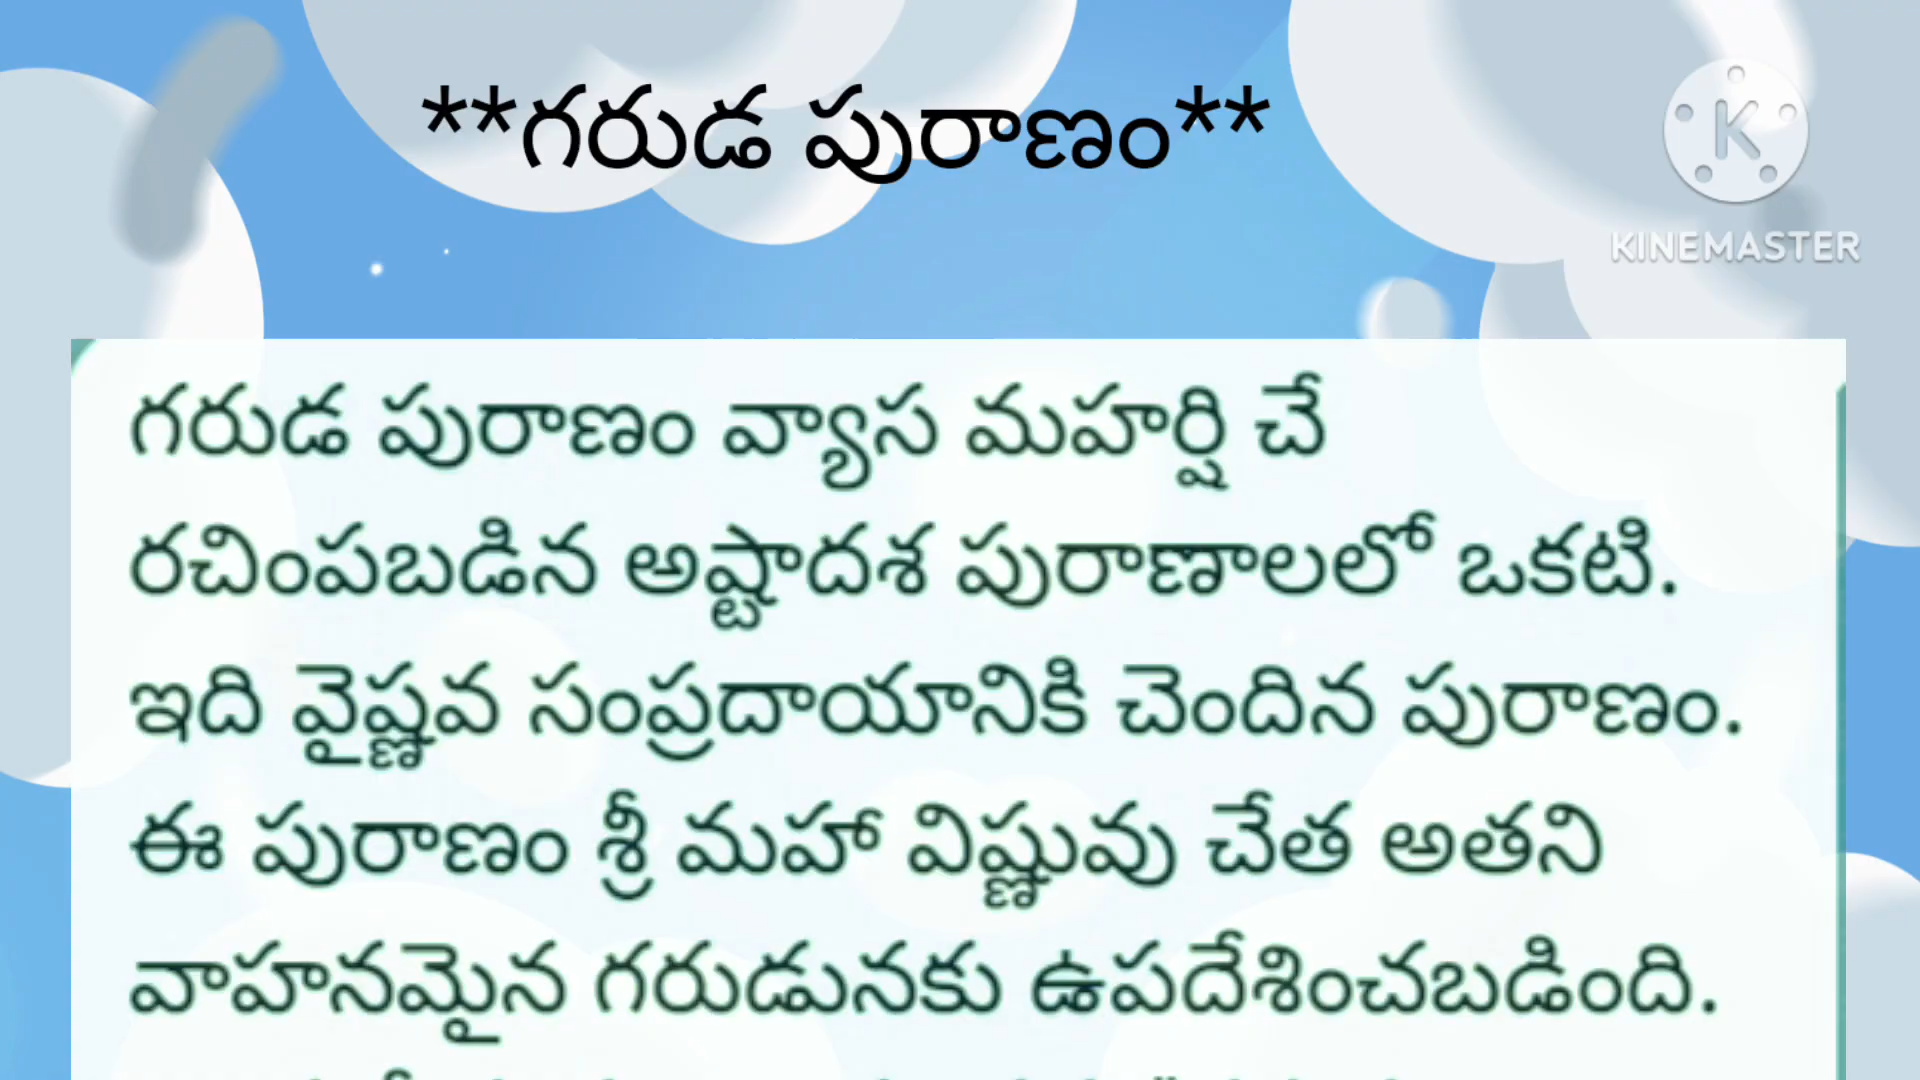 **గరుడ పురాణం**
KINEMASTER
గరుడ పురాణం వ్యాస మహర్షి చే
రచింపబడిన అష్టాదశ పురాణాలలో ఒకటి.
ఇది వైష్ణవ సంప్రదాయానికి చెందిన పురాణం.
ఈ పురాణం శ్రీ మహా విష్ణువు చేత అతని
వాహనమైన గరుడునకు ఉపదేశించబడింది.